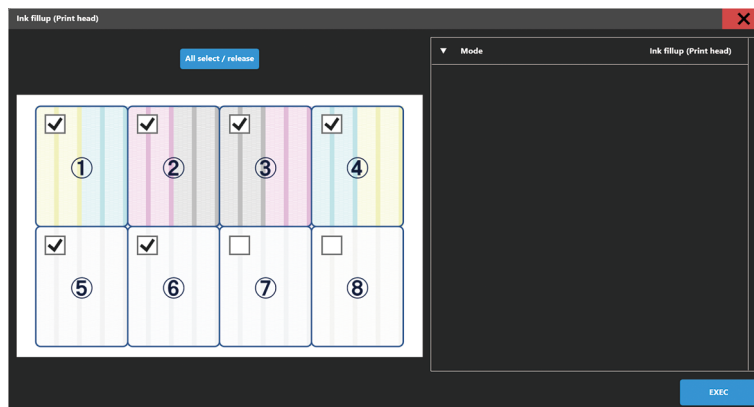 Ink fillup (Print head)
All select / release
Mode Ink fillup (Print head)
① ② ③ ④
⑤ ⑥ ⑦ ⑧
EXEC